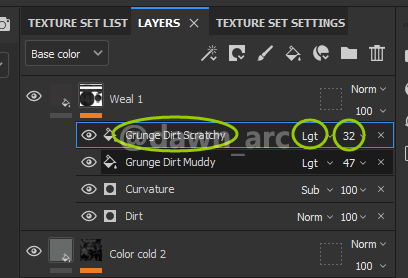 TEXTURE SET LIST LAYERS × TEXTURE SET SETTINGS
Base color
Weal 1 Norm 100
Grunge Dirt Scratchy Lgt 32 ×
@dawn_arc
Grunge Dirt Muddy Lgt 47 ×
Curvature Sub 100 ×
Dirt Norm 100 ×
Color cold 2 Norm 100